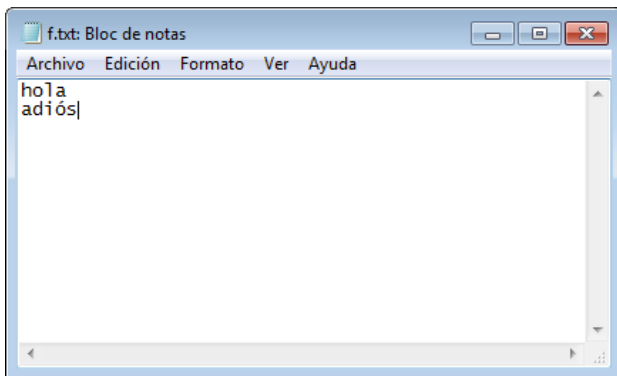 f.txt: Bloc de notas
Archivo Edición Formato Ver Ayuda
hola
adiós